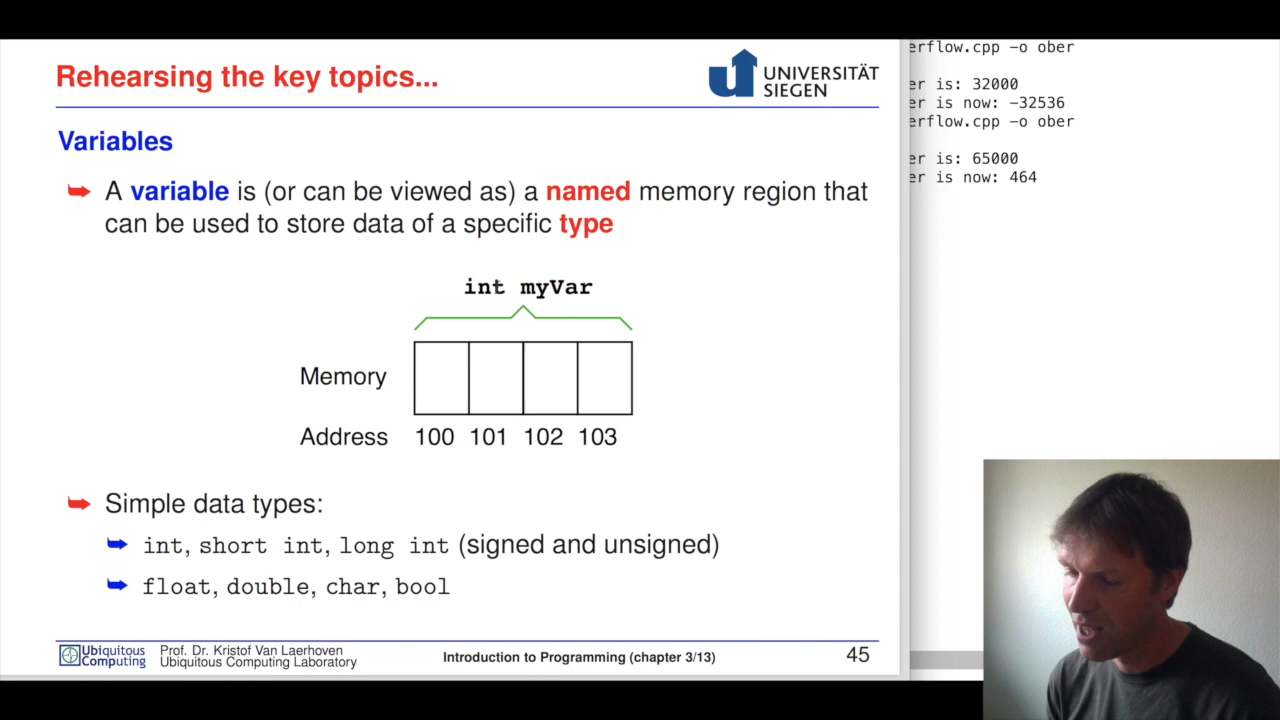 Rehearsing the key topics...
UNIVERSITÄT
SIEGEN
Variables
A variable is (or can be viewed as) a named memory region that
can be used to store data of a specific type
int myVar
Memory
Address 100 101 102 103
Simple data types:
int, short int, long int (signed and unsigned)
float, double, char, bool
Ubiquitous
Computing
Prof. Dr. Kristof Van Laerhoven
Ubiquitous Computing Laboratory
Introduction to Programming (chapter 3/13)
45
erflow.cpp -o ober
er is: 32000
er is now: -32536
erflow.cpp -o ober
er is: 65000
er is now: 464